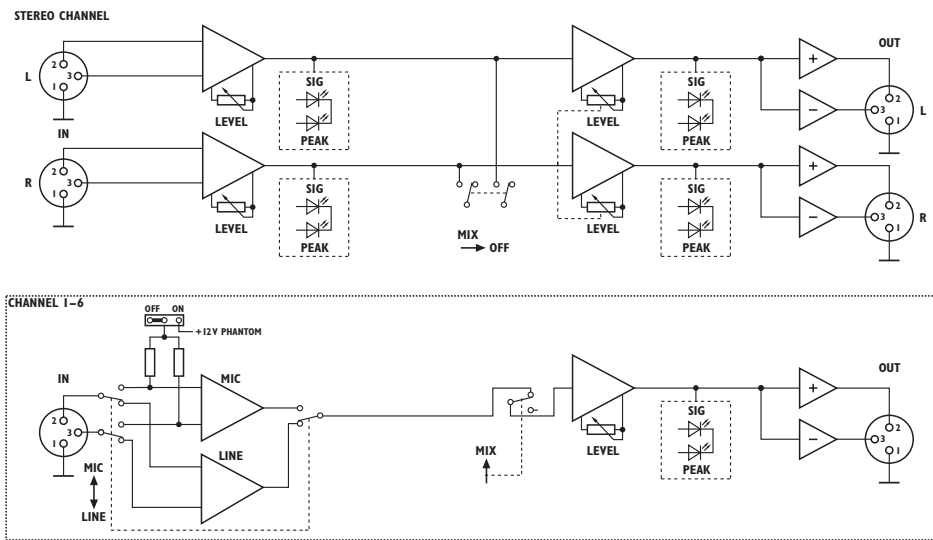 STEREO CHANNEL
L
2
3
1
IN
R
2
3
1
LEVEL
SIG
PEAK
LEVEL
SIG
PEAK
MIX
OFF
LEVEL
SIG
PEAK
LEVEL
SIG
PEAK
+
−
+
−
OUT
2
3
1
L
2
3
1
R
CHANNEL 1–6
OFF ON
+12V PHANTOM
IN
2
3
1
MIC
LINE
MIC
LINE
MIX
LEVEL
SIG
PEAK
+
−
OUT
2
3
1